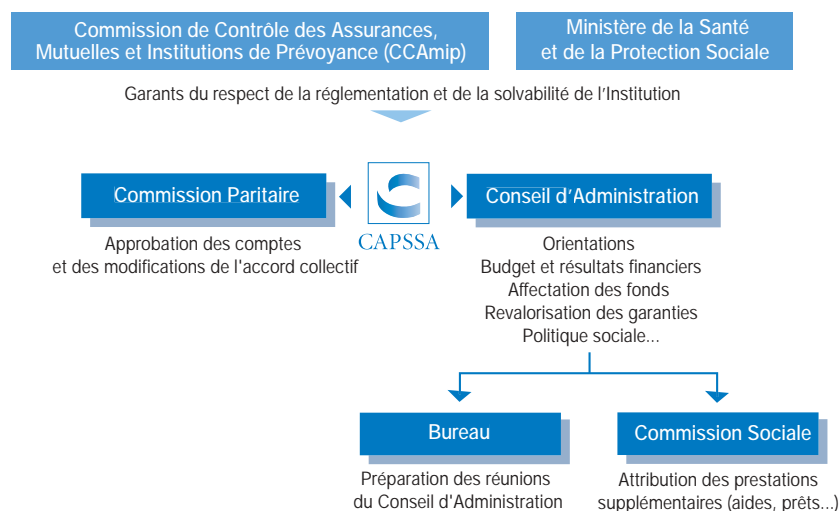 Commission de Contrôle des Assurances,
Mutuelles et Institutions de Prévoyance (CCAmip)
Ministère de la Santé
et de la Protection Sociale
Garants du respect de la réglementation et de la solvabilité de l'Institution
Commission Paritaire
Approbation des comptes
et des modifications de l'accord collectif
CAPSSA
Conseil d'Administration
Orientations
Budget et résultats financiers
Affectation des fonds
Revalorisation des garanties
Politique sociale...
Bureau
Préparation des réunions
du Conseil d'Administration
Commission Sociale
Attribution des prestations
supplémentaires (aides, prêts...)